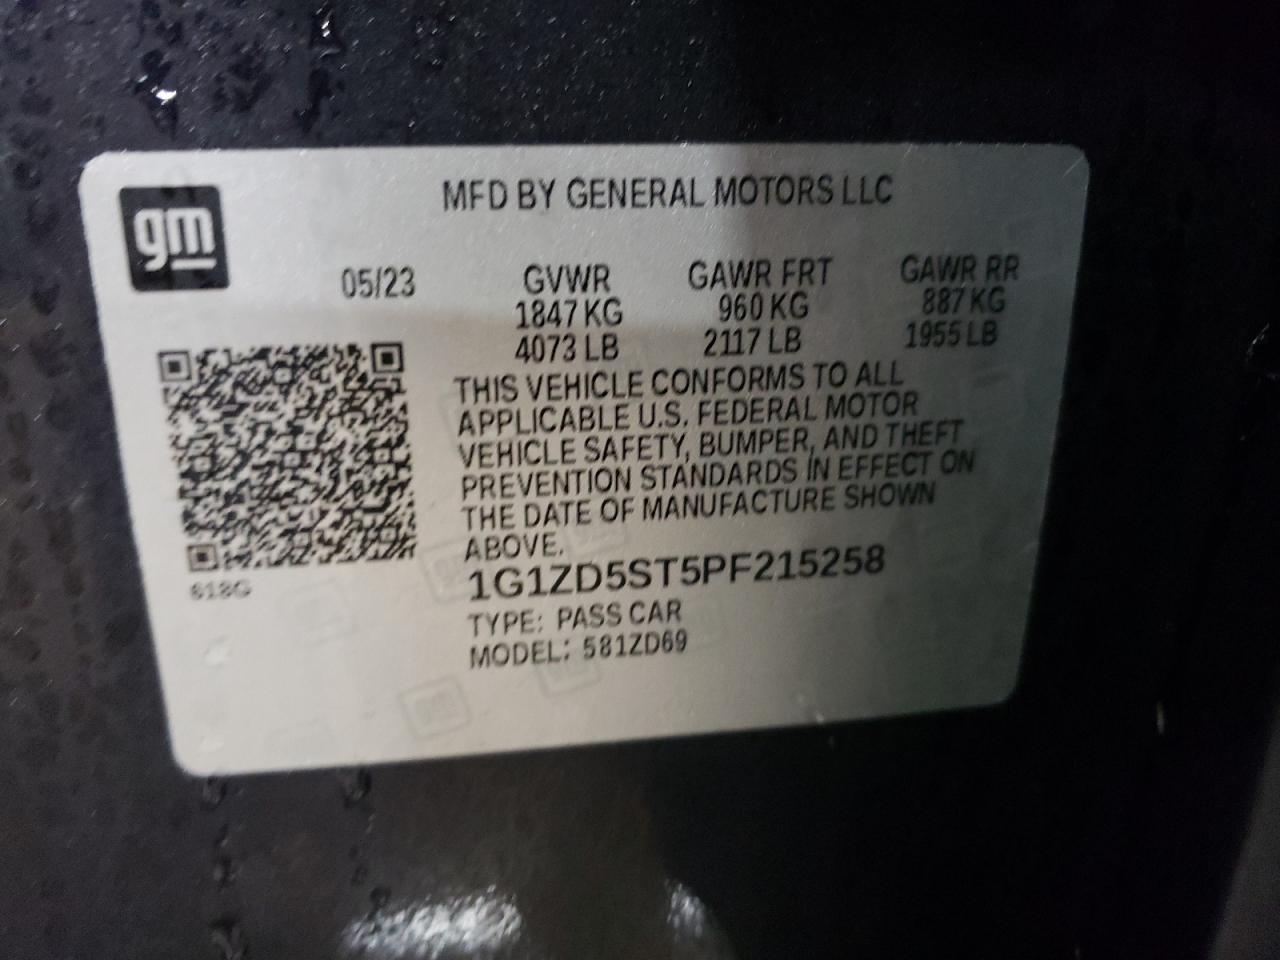 gm
MFD BY GENERAL MOTORS LLC
05/23 GVWR GAWR FRT GAWR RR
1847 KG 960 KG 887 KG
4073 LB 2117 LB 1955 LB
THIS VEHICLE CONFORMS TO ALL
APPLICABLE U.S. FEDERAL MOTOR
VEHICLE SAFETY, BUMPER, AND THEFT
PREVENTION STANDARDS IN EFFECT ON
THE DATE OF MANUFACTURE SHOWN
ABOVE.
618G
1G1ZD5ST5PF215258
TYPE: PASS CAR
MODEL: 581ZD69